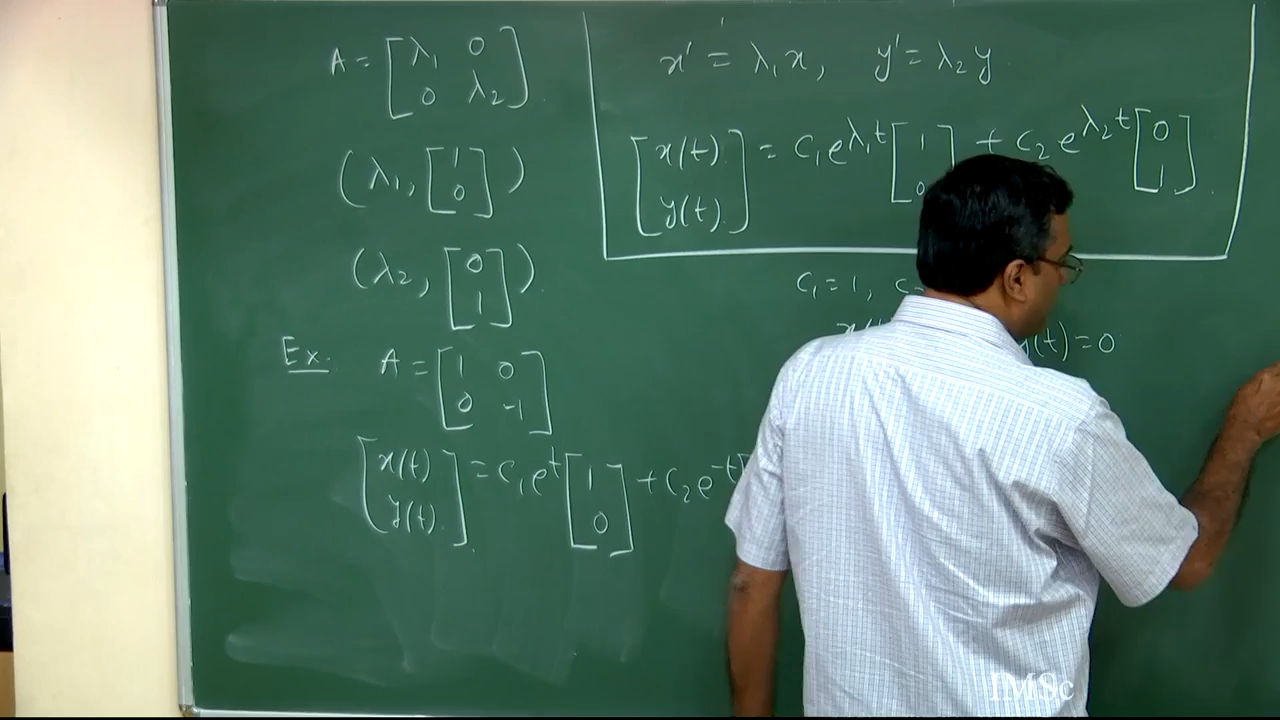 A = [λ₁ 0
0 λ₂]
(λ₁, [1
0])
(λ₂, [0
1])
Ex. A = [1 0
0 -1]
[x(t)
y(t)] = c₁e^t [1
0] + c₂e^-t
x' = λ₁x, y' = λ₂y
[x(t)
y(t)] = c₁e^λ₁t [1
0] + c₂e^λ₂t [0
1].
c₁ = 1,
y(t) = 0
IMSc